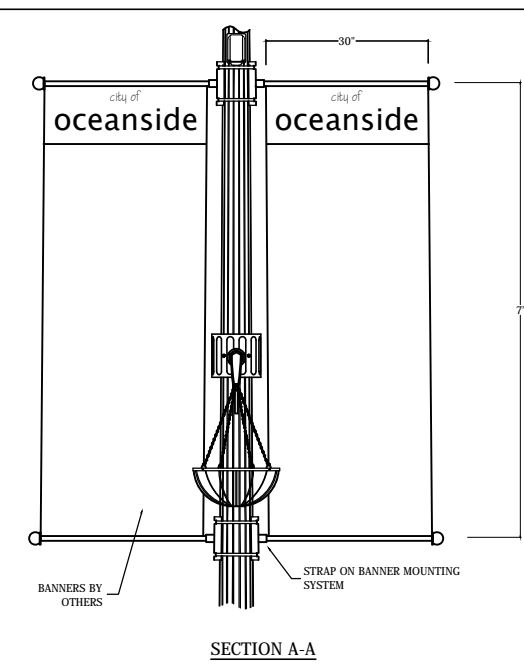 30"
city of
oceanside
city of
oceanside
7'
BANNERS BY
OTHERS
STRAP ON BANNER MOUNTING
SYSTEM
SECTION A-A